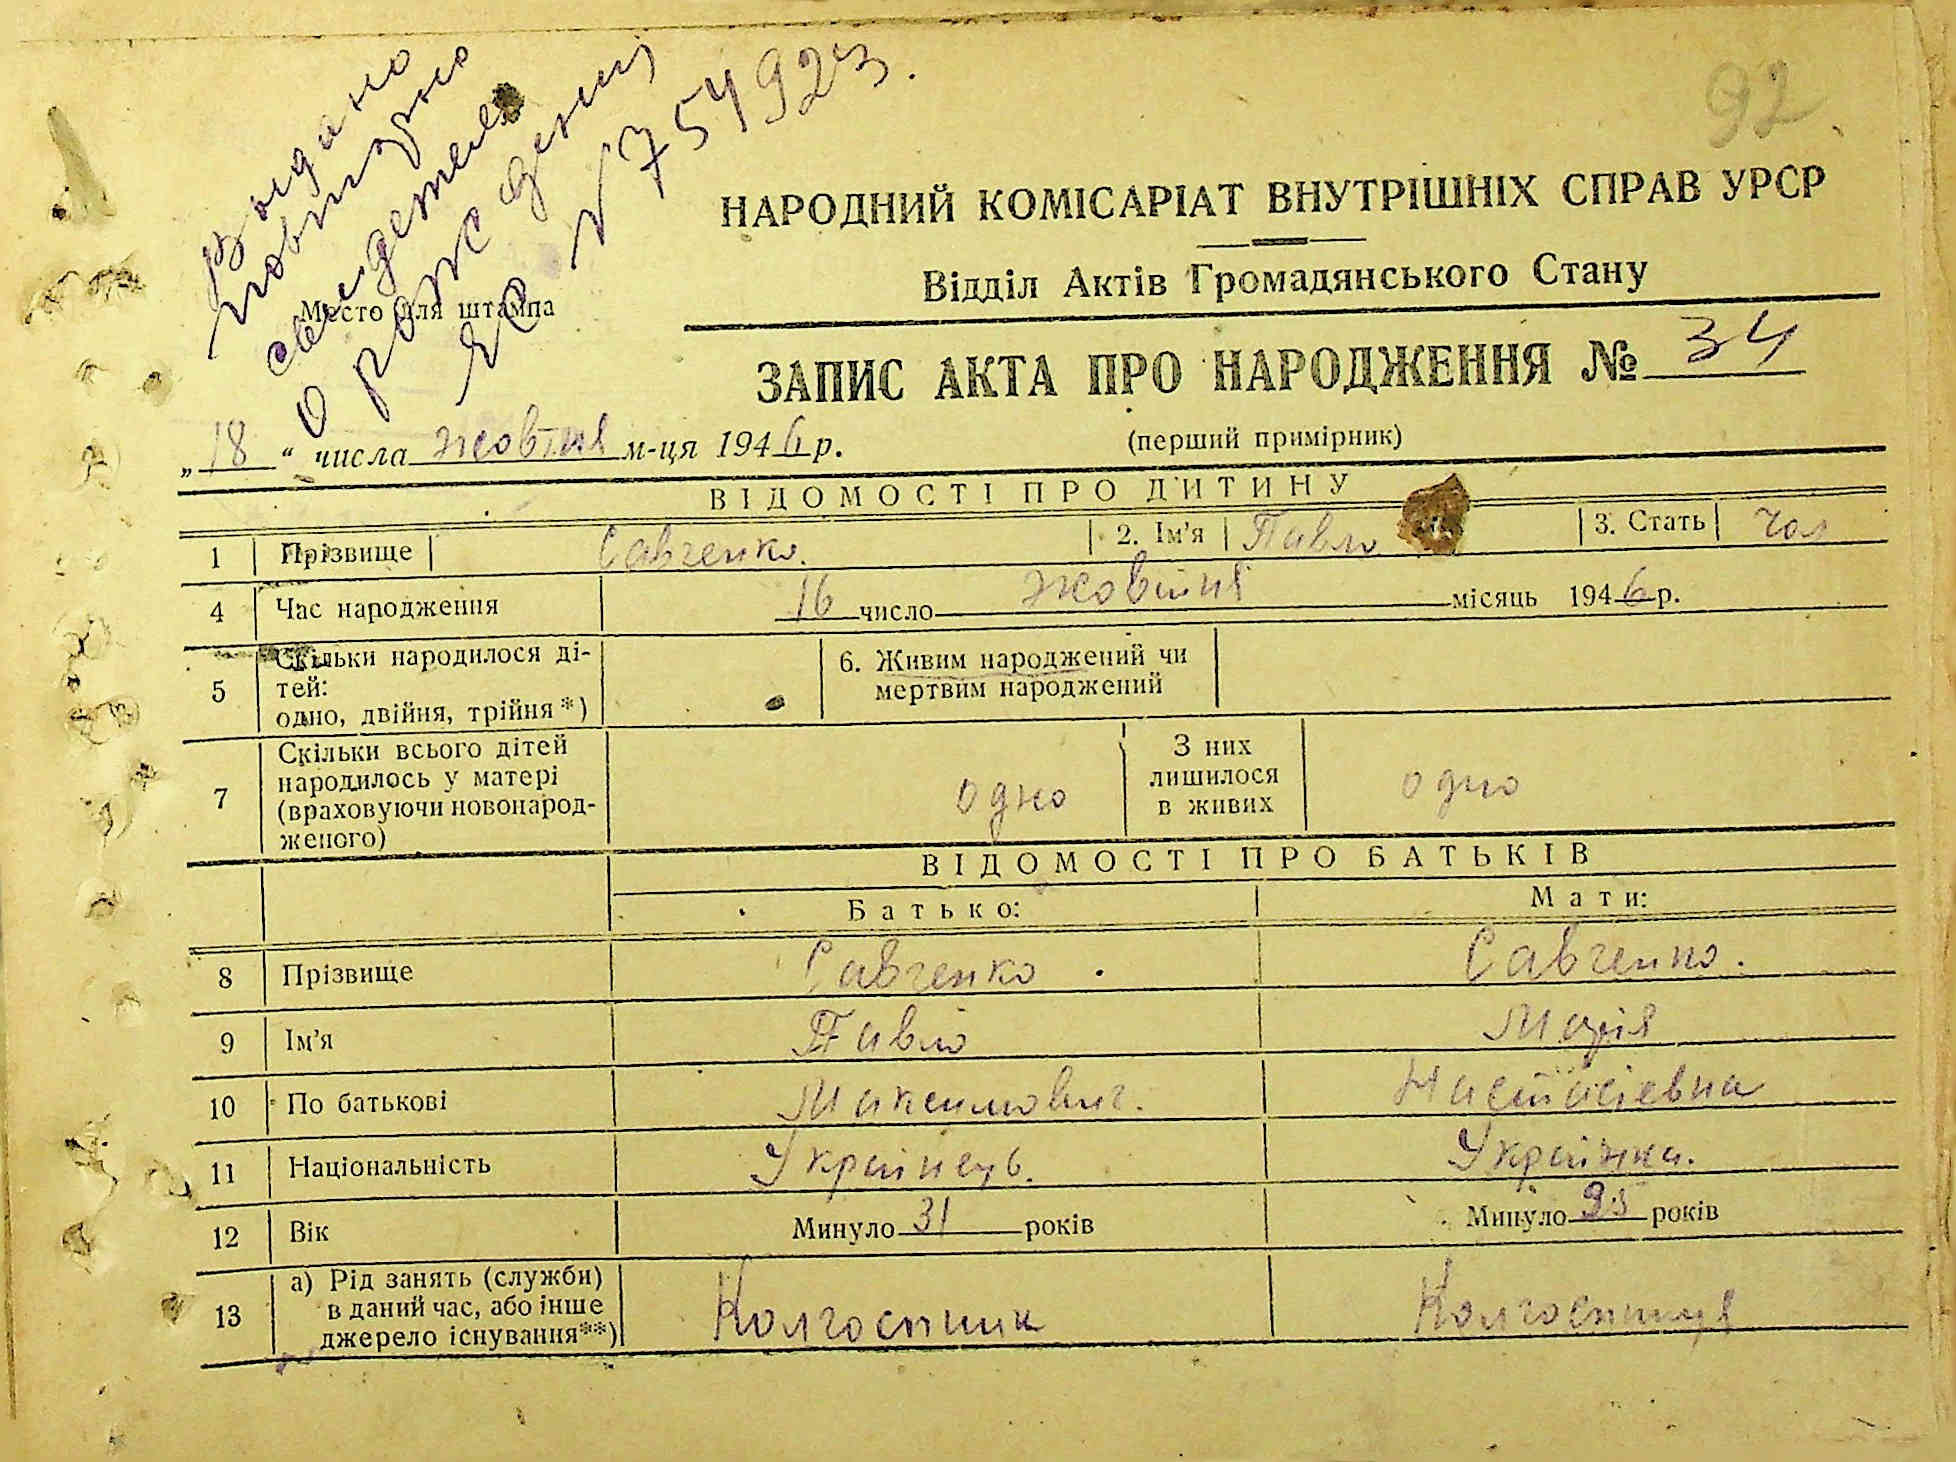 92
Видано
повторно
свидетел
о рождении
№ 754923.
НАРОДНИЙ КОМІСАРІАТ ВНУТРІШНІХ СПРАВ УРСР
Відділ Актів Громадянського Стану
Место для штампа
ЗАПИС АКТА ПРО НАРОДЖЕННЯ № 34
„18“ числа жовтня м-ця 1946 р.
(перший примірник)
ВІДОМОСТІ ПРО ДИТИНУ
1 Прізвище Савченко. 2. Ім'я Павло 3. Стать Чол
4 Час народження 16 число жовтня місяць 1946 р.
5 Скільки народилося ді-
тей:
одно, двійня, трійня *)
6. Живим народжений чи
мертвим народжений
7 Скільки всього дітей
народилось у матері
(враховуючи новонарод-
женого)
одно
З них
лишилося
в живих
одно
ВІДОМОСТІ ПРО БАТЬКІВ
Батько: Мати:
8 Прізвище Савченко . Савченко.
9 Ім'я Павло Марія
10 По батькові Максимович. Настасіевна
11 Національність Українець. Українка.
12 Вік Минуло 31 років Минуло 25 років
13 а) Рід занять (служби)
в даний час, або інше
джерело існування**)
Колгоспник Колгоспниця